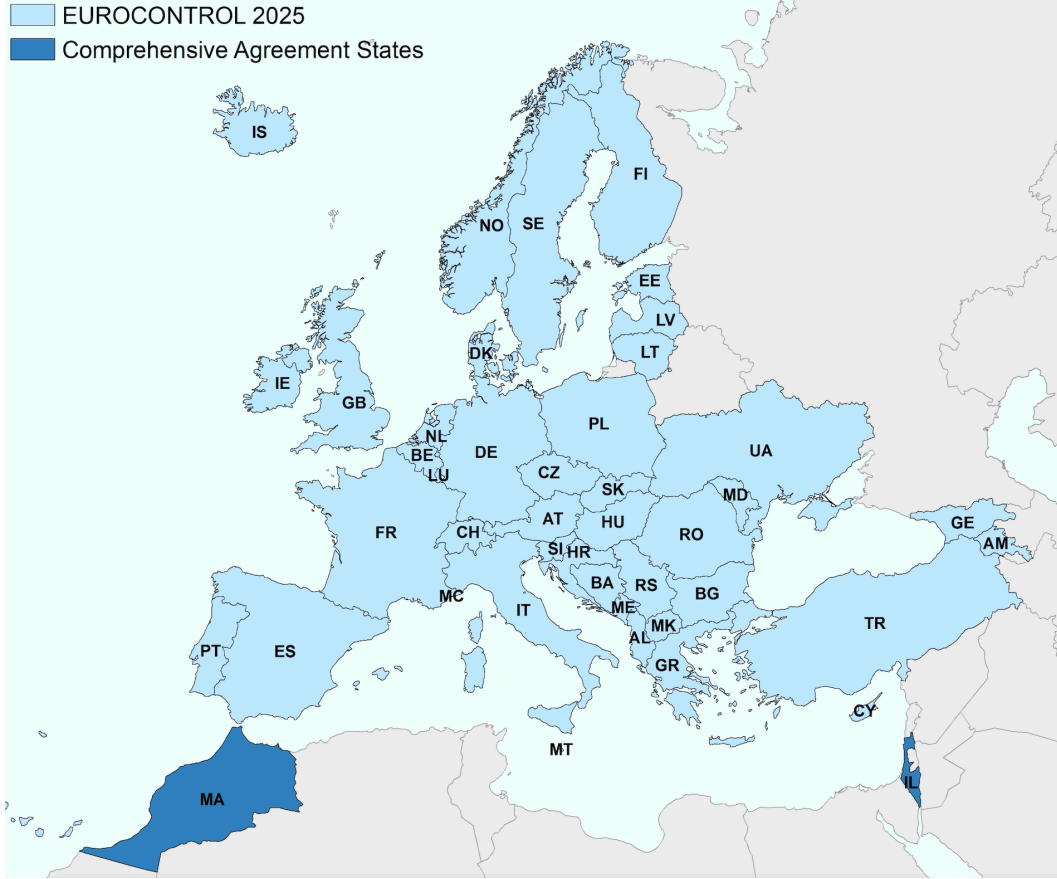 EUROCONTROL 2025
Comprehensive Agreement States
IS
FI
NO
SE
EE
LV
LT
DK
IE
GB
NL
BE
LU
DE
PL
CZ
SK
UA
MD
FR
CH
AT
HU
RO
SI
HR
GE
AM
MC
IT
BA
RS
ME
BG
MK
AL
TR
PT
ES
GR
CY
MT
MA
IL